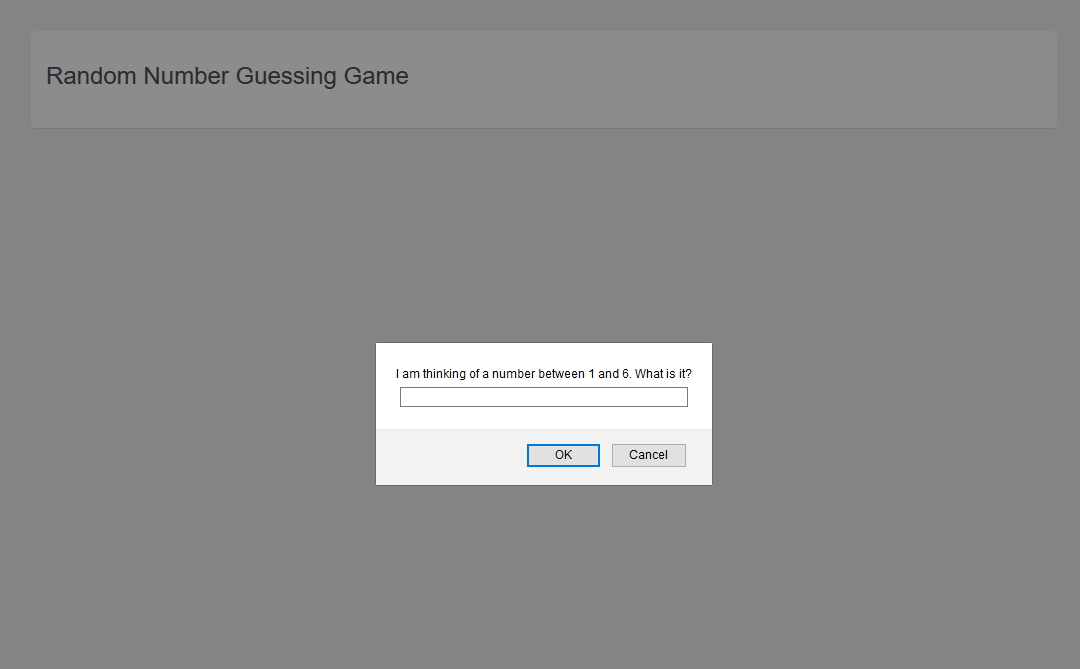 Random Number Guessing Game
I am thinking of a number between 1 and 6. What is it?
OK Cancel